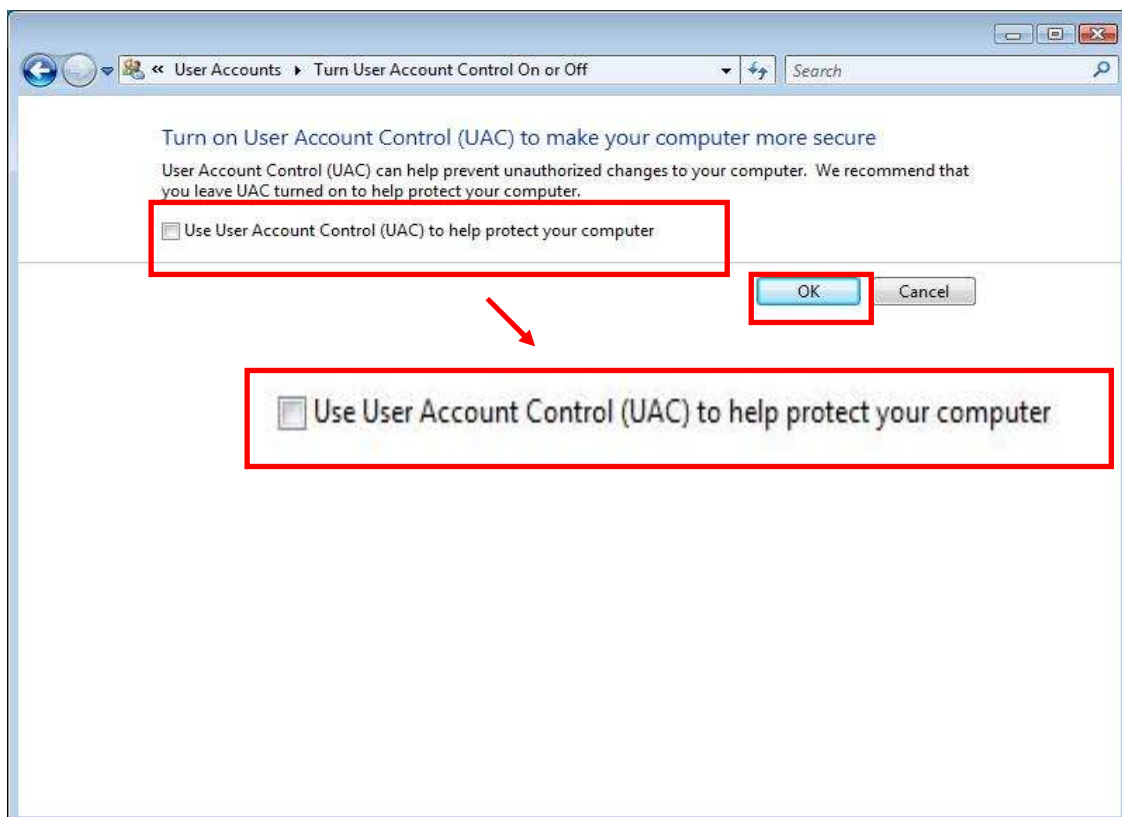 « User Accounts ▸ Turn User Account Control On or Off
Search
Turn on User Account Control (UAC) to make your computer more secure
User Account Control (UAC) can help prevent unauthorized changes to your computer. We recommend that
you leave UAC turned on to help protect your computer.
Use User Account Control (UAC) to help protect your computer
OK
Cancel
Use User Account Control (UAC) to help protect your computer